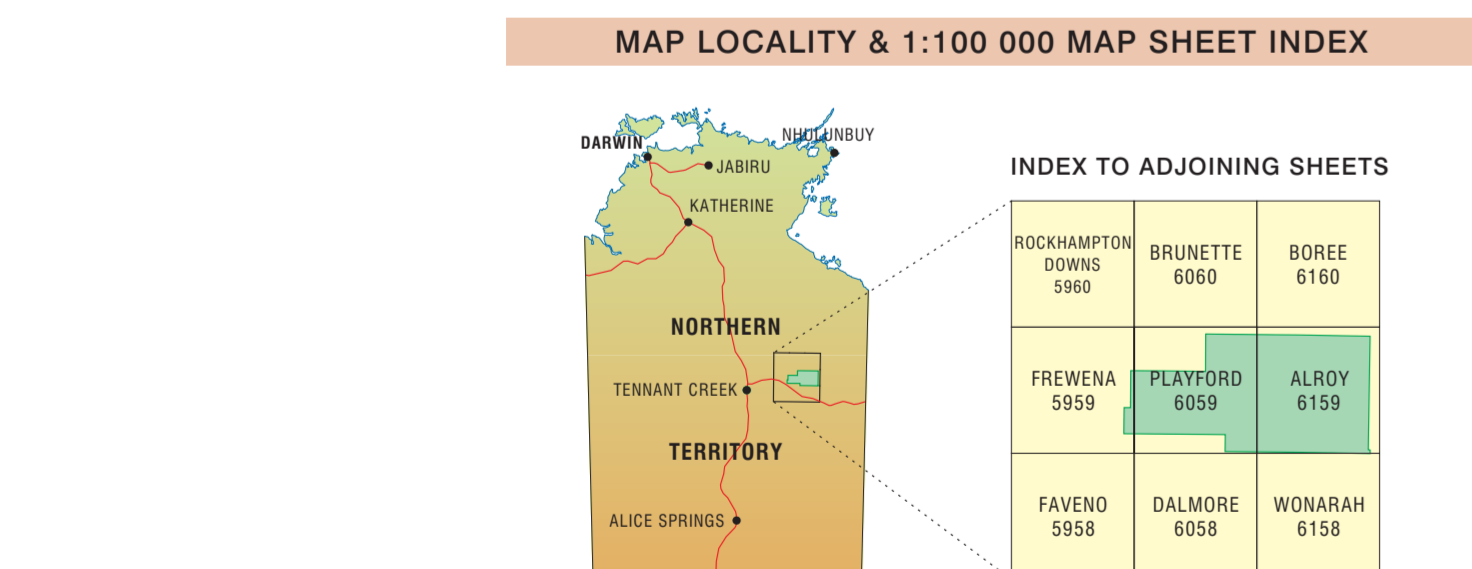 MAP LOCALITY & 1:100 000 MAP SHEET INDEX
DARWIN
NHULUNBUY
JABIRU
KATHERINE
NORTHERN
TENNANT CREEK
TERRITORY
ALICE SPRINGS
INDEX TO ADJOINING SHEETS
ROCKHAMPTON
DOWNS
5960
BRUNETTE
6060
BOREE
6160
FREWENA
5959
PLAYFORD
6059
ALROY
6159
FAVENO
5958
DALMORE
6058
WONARAH
6158